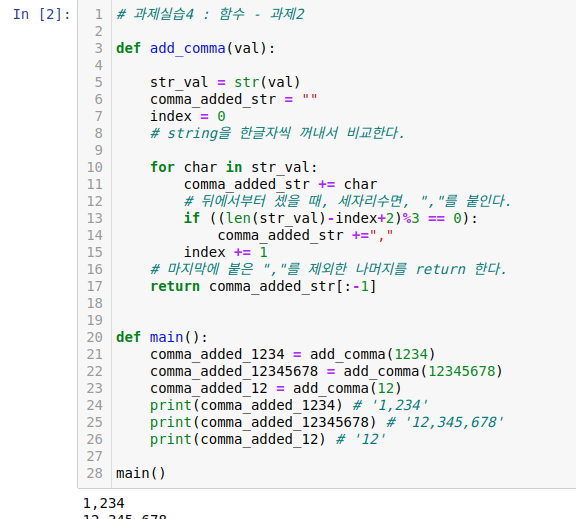 In [2]:
1 # 과제실습4 : 함수 - 과제2
2
3 def add_comma(val):
4
5     str_val = str(val)
6     comma_added_str = ""
7     index = 0
8     # string을 한글자씩 꺼내서 비교한다.
9
10     for char in str_val:
11         comma_added_str += char
12         # 뒤에서부터 셌을 때, 세자리수면, ","를 붙인다.
13         if ((len(str_val)-index+2)%3 == 0):
14             comma_added_str +=","
15         index += 1
16     # 마지막에 붙은 ","를 제외한 나머지를 return 한다.
17     return comma_added_str[:-1]
18
19
20 def main():
21     comma_added_1234 = add_comma(1234)
22     comma_added_12345678 = add_comma(12345678)
23     comma_added_12 = add_comma(12)
24     print(comma_added_1234) # '1,234'
25     print(comma_added_12345678) # '12,345,678'
26     print(comma_added_12) # '12'
27
28 main()
1,234
12,345,678